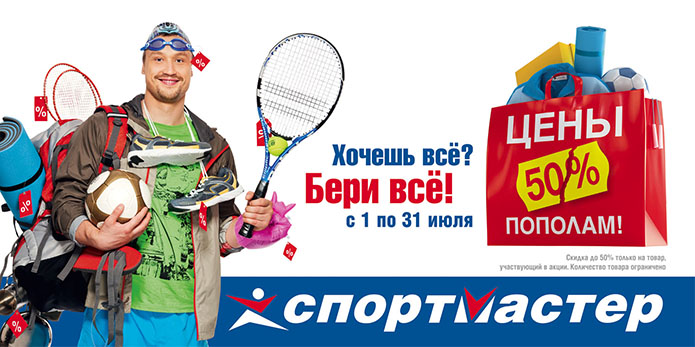 Хочешь всё?
Бери всё!
с 1 по 31 июля
ЦЕНЫ
50%
ПОПОЛАМ!
Скидка до 50% только на товар,
участвующий в акции. Количество товара ограничено
спортмастер
%
%
%
%
%
%
%